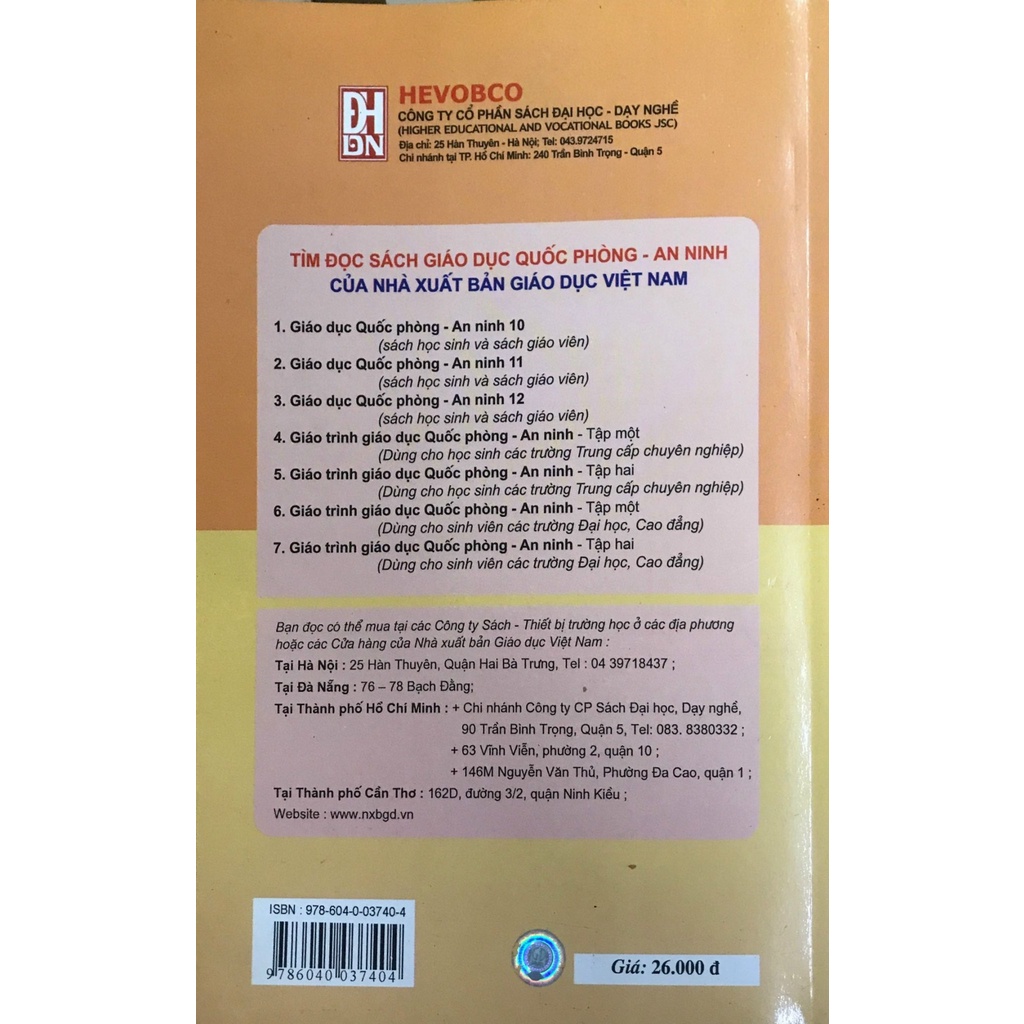 ĐH
DN
HEVOBCO
CÔNG TY CỔ PHẦN SÁCH ĐẠI HỌC - DẠY NGHỀ
(HIGHER EDUCATIONAL AND VOCATIONAL BOOKS JSC)
Địa chỉ: 25 Hàn Thuyên - Hà Nội; Tel: 043.9724715
Chi nhánh tại TP. Hồ Chí Minh: 240 Trần Bình Trọng - Quận 5
TÌM ĐỌC SÁCH GIÁO DỤC QUỐC PHÒNG - AN NINH
CỦA NHÀ XUẤT BẢN GIÁO DỤC VIỆT NAM
1. Giáo dục Quốc phòng - An ninh 10
(sách học sinh và sách giáo viên)
2. Giáo dục Quốc phòng - An ninh 11
(sách học sinh và sách giáo viên)
3. Giáo dục Quốc phòng - An ninh 12
(sách học sinh và sách giáo viên)
4. Giáo trình giáo dục Quốc phòng - An ninh - Tập một
(Dùng cho học sinh các trường Trung cấp chuyên nghiệp)
5. Giáo trình giáo dục Quốc phòng - An ninh - Tập hai
(Dùng cho học sinh các trường Trung cấp chuyên nghiệp)
6. Giáo trình giáo dục Quốc phòng - An ninh - Tập một
(Dùng cho sinh viên các trường Đại học, Cao đẳng)
7. Giáo trình giáo dục Quốc phòng - An ninh - Tập hai
(Dùng cho sinh viên các trường Đại học, Cao đẳng)
Bạn đọc có thể mua tại các Công ty Sách - Thiết bị trường học ở các địa phương
hoặc các Cửa hàng của Nhà xuất bản Giáo dục Việt Nam :
Tại Hà Nội : 25 Hàn Thuyên, Quận Hai Bà Trưng, Tel : 04 39718437 ;
Tại Đà Nẵng : 76 – 78 Bạch Đằng;
Tại Thành phố Hồ Chí Minh : + Chi nhánh Công ty CP Sách Đại học, Dạy nghề,
90 Trần Bình Trọng, Quận 5, Tel: 083. 8380332 ;
+ 63 Vĩnh Viễn, phường 2, quận 10 ;
+ 146M Nguyễn Văn Thủ, Phường Đa Cao, quận 1 ;
Tại Thành phố Cần Thơ : 162D, đường 3/2, quận Ninh Kiều ;
Website : www.nxbgd.vn
ISBN : 978-604-0-03740-4
9 786040 037404
Giá: 26.000 đ